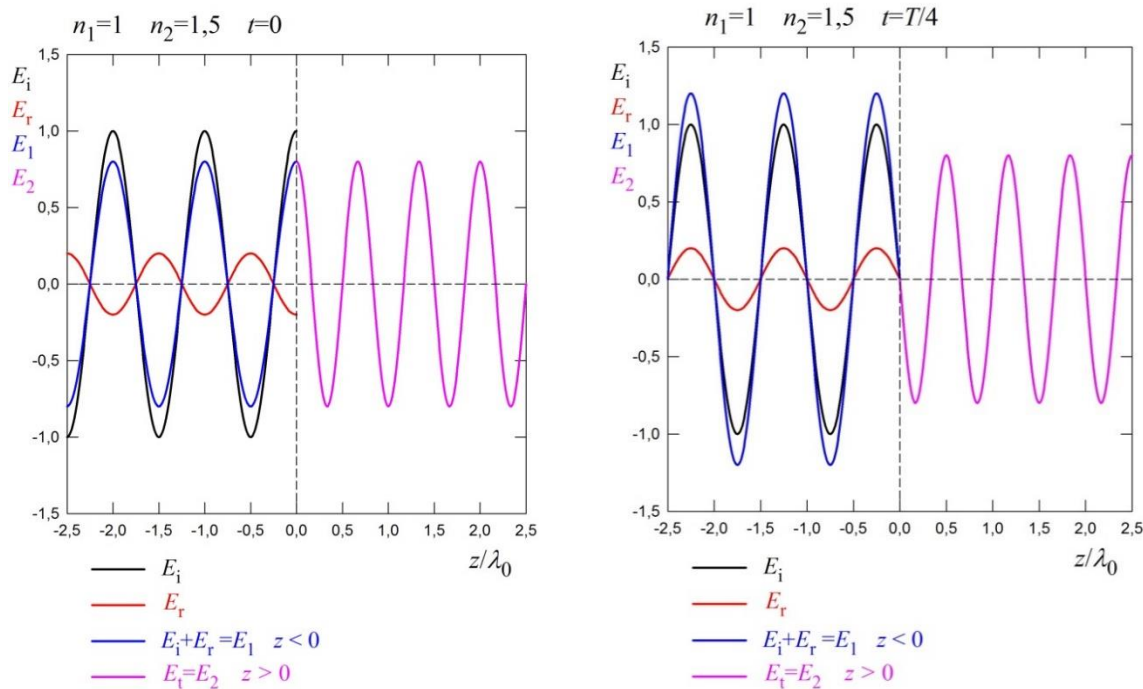 n₁=1 n₂=1,5 t=0
1,5
1,0
0,5
0,0
-0,5
-1,0
-1,5
Eᵢ
Eᵣ
E₁
E₂
-2,5 -2,0 -1,5 -1,0 -0,5 0,0 0,5 1,0 1,5 2,0 2,5
z/λ₀
Eᵢ
Eᵣ
Eᵢ+Eᵣ=E₁ z < 0
Eₜ=E₂ z > 0
n₁=1 n₂=1,5 t=T/4
1,5
1,0
0,5
0,0
-0,5
-1,0
-1,5
Eᵢ
Eᵣ
E₁
E₂
-2,5 -2,0 -1,5 -1,0 -0,5 0,0 0,5 1,0 1,5 2,0 2,5
z/λ₀
Eᵢ
Eᵣ
Eᵢ+Eᵣ=E₁ z < 0
Eₜ=E₂ z > 0